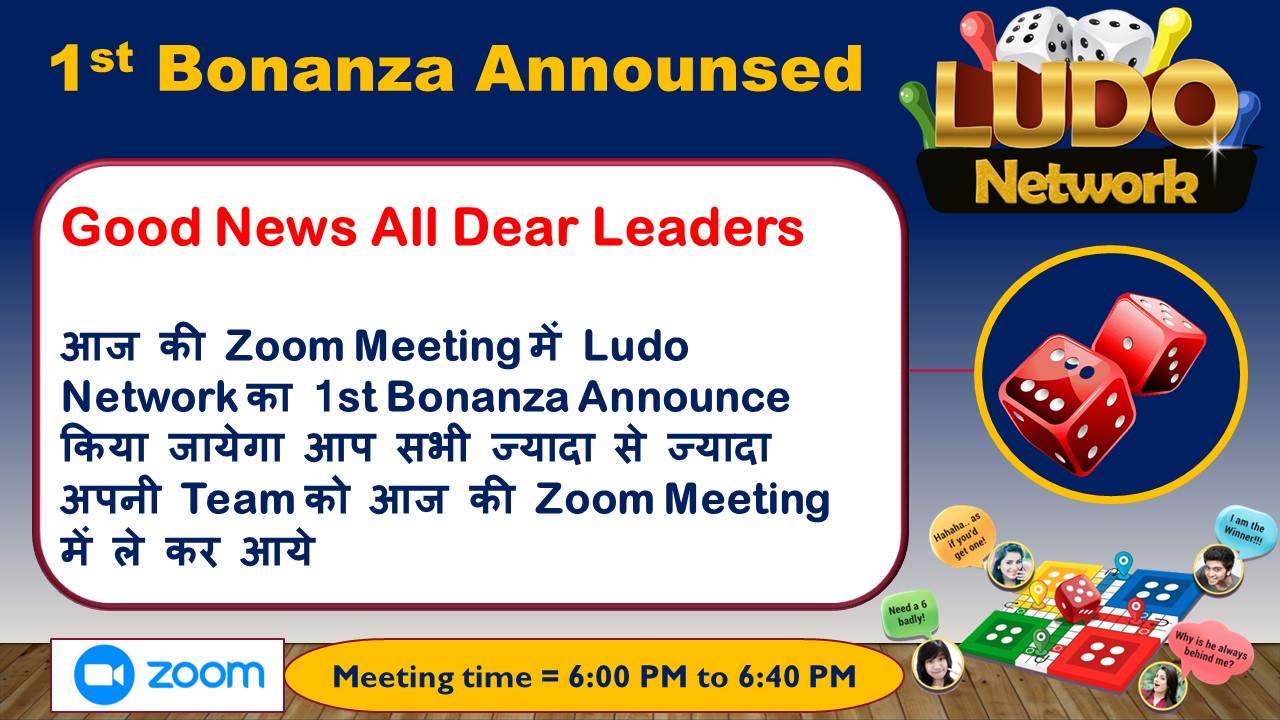 1st Bonanza Announsed
LUDO
Network
Good News All Dear Leaders
आज की Zoom Meeting में Ludo
Network का 1st Bonanza Announce
किया जायेगा आप सभी ज्यादा से ज्यादा
अपनी Team को आज की Zoom Meeting
में ले कर आये
Hahaha.. as
if you'd
get one!
I am the
Winner!!!
Need a 6
badly!
Why is he always
behind me?
zoom
Meeting time = 6:00 PM to 6:40 PM